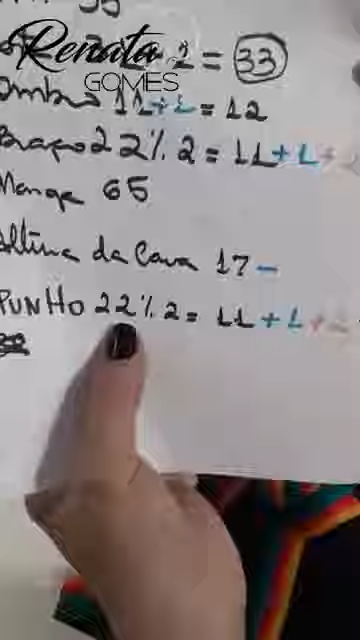 Renata
GOMES
2 = 33
Ombro 11+1 = 12
Braço 22 ÷ 2 = 11+1+
Manga 65
Altura da Cava 17-
PUNHO 22 ÷ 2 = 11+1+